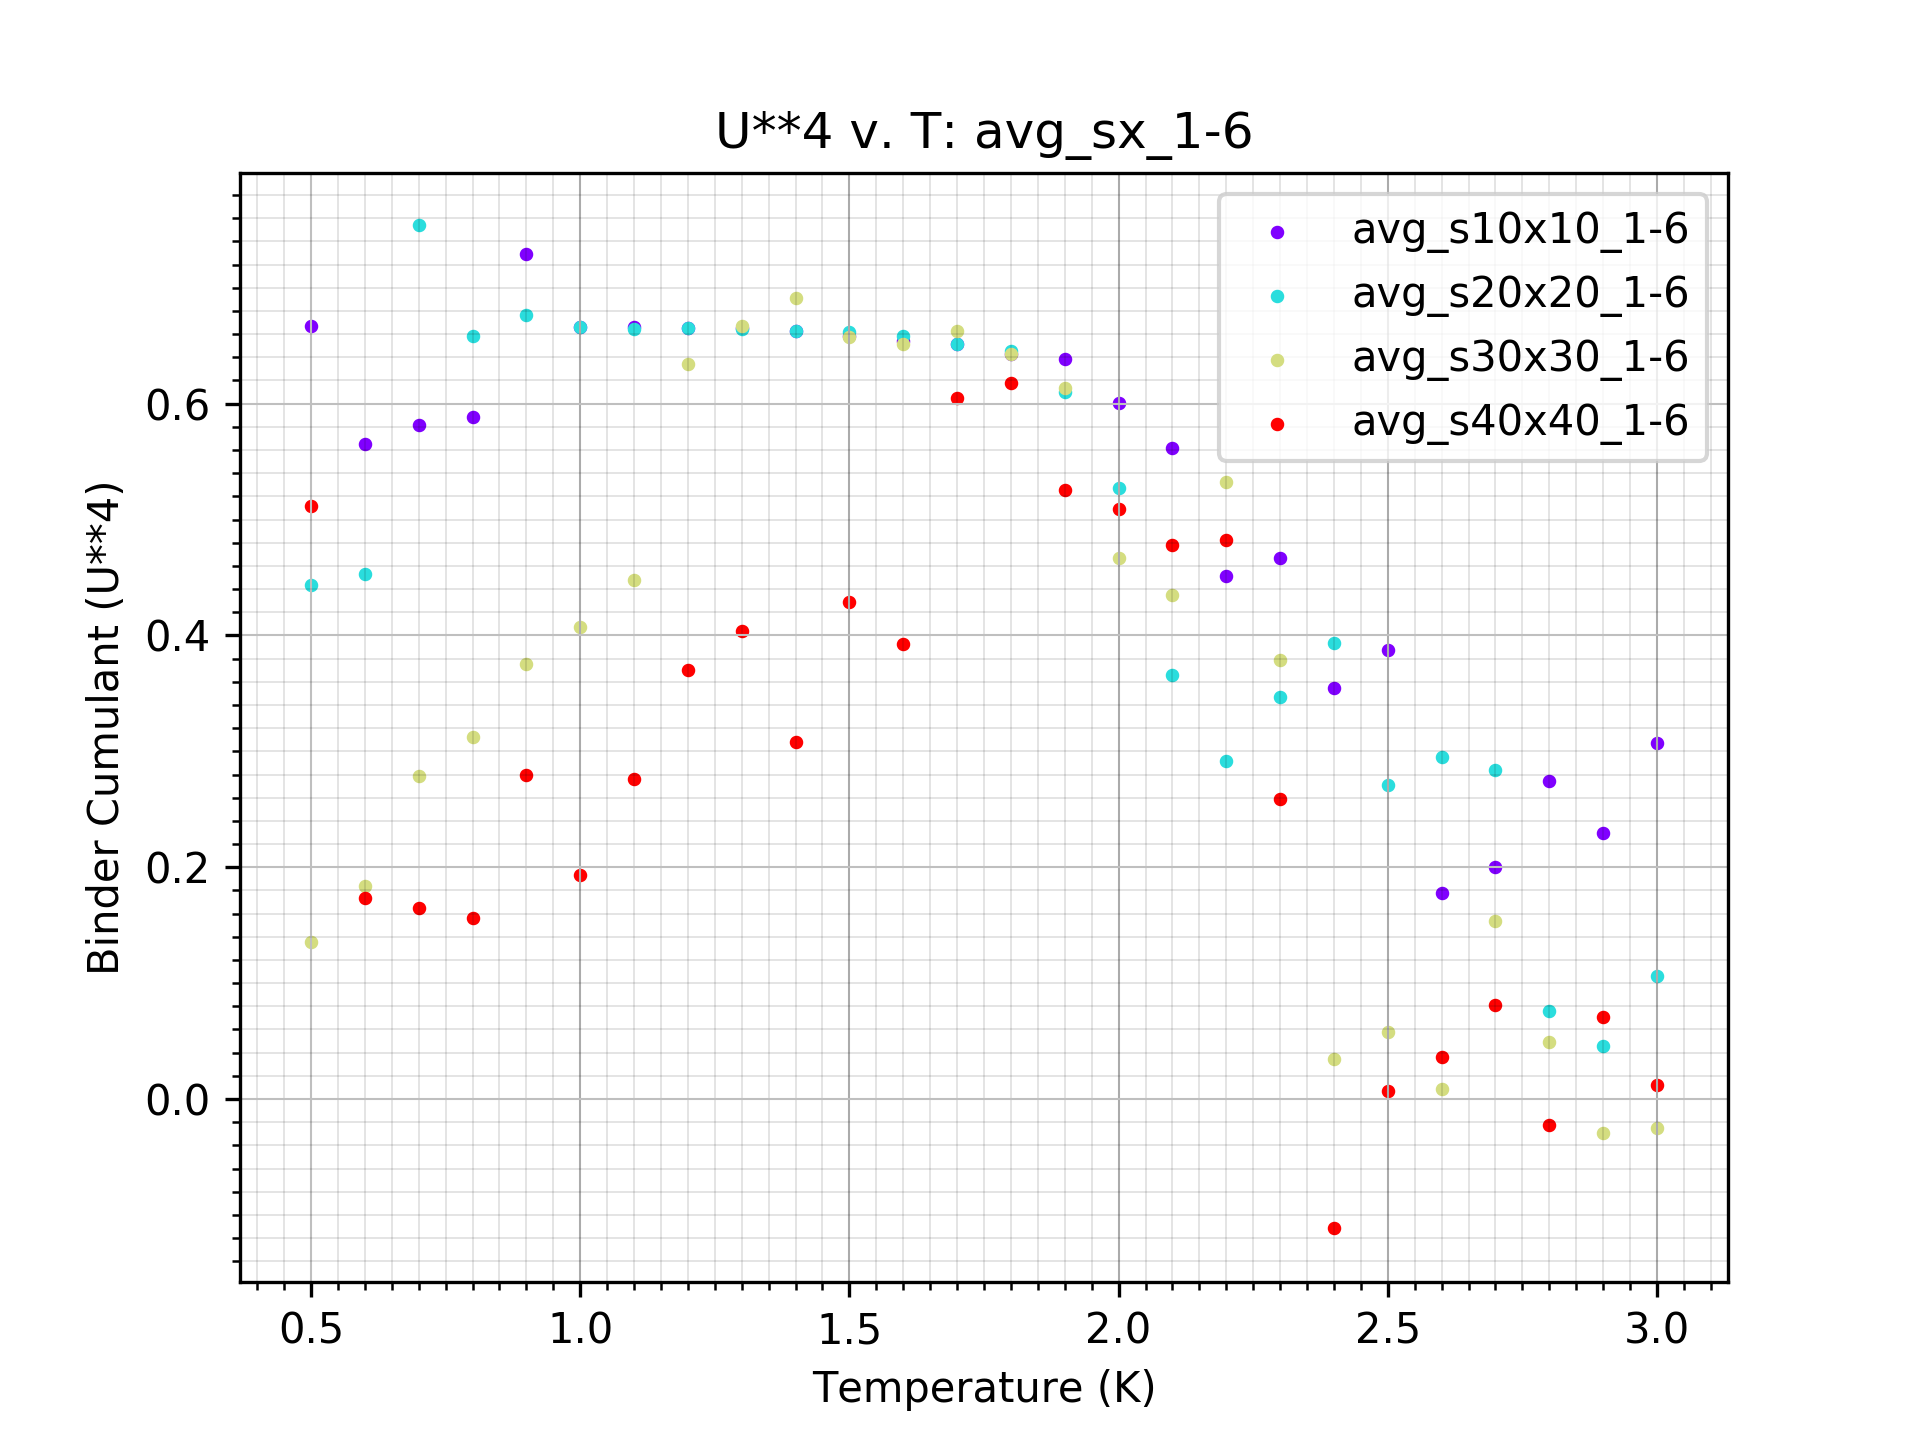 U**4 v. T: avg_sx_1-6
avg_s10x10_1-6
avg_s20x20_1-6
avg_s30x30_1-6
avg_s40x40_1-6
Binder Cumulant (U**4)
0.6
0.4
0.2
0.0
0.5 1.0 1.5 2.0 2.5 3.0
Temperature (K)